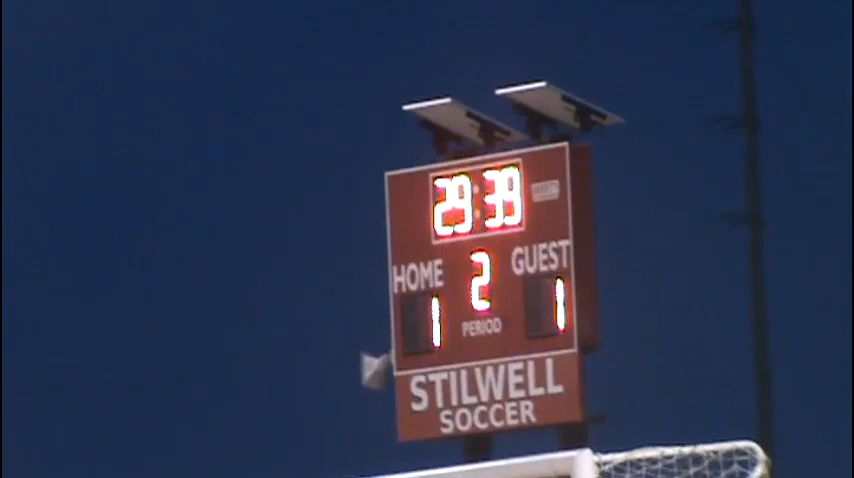 29:39
HOME 2 GUEST
1 1
PERIOD
STILWELL
SOCCER